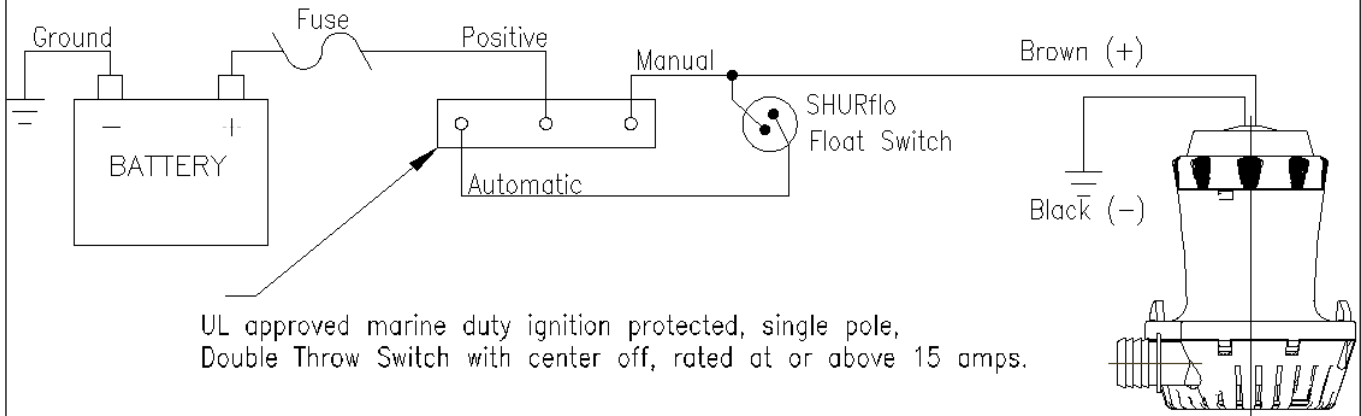 Fuse
Ground
Positive
Manual
Brown (+)
SHURflo
Float Switch
– +
BATTERY
Automatic
Black (–)
UL approved marine duty ignition protected, single pole,
Double Throw Switch with center off, rated at or above 15 amps.